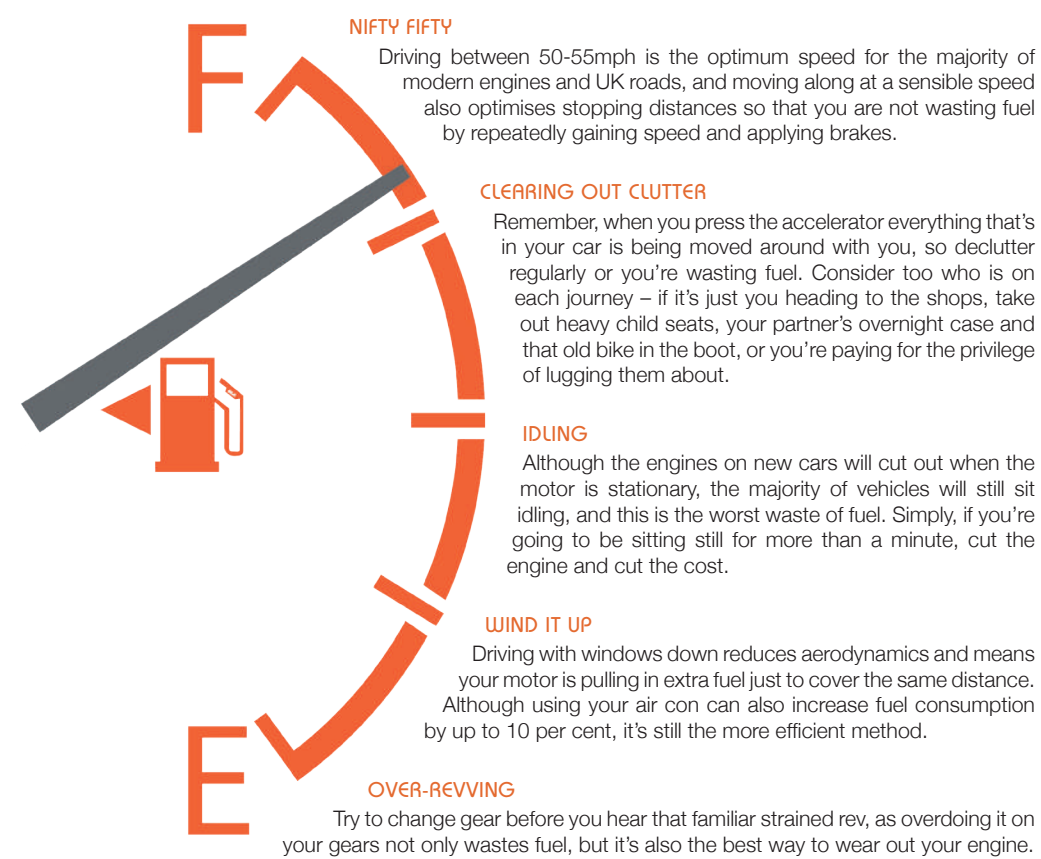 F
NIFTY FIFTY
Driving between 50-55mph is the optimum speed for the majority of
modern engines and UK roads, and moving along at a sensible speed
also optimises stopping distances so that you are not wasting fuel
by repeatedly gaining speed and applying brakes.
CLEARING OUT CLUTTER
Remember, when you press the accelerator everything that's
in your car is being moved around with you, so declutter
regularly or you're wasting fuel. Consider too who is on
each journey – if it's just you heading to the shops, take
out heavy child seats, your partner's overnight case and
that old bike in the boot, or you're paying for the privilege
of lugging them about.
IDLING
Although the engines on new cars will cut out when the
motor is stationary, the majority of vehicles will still sit
idling, and this is the worst waste of fuel. Simply, if you're
going to be sitting still for more than a minute, cut the
engine and cut the cost.
WIND IT UP
Driving with windows down reduces aerodynamics and means
your motor is pulling in extra fuel just to cover the same distance.
Although using your air con can also increase fuel consumption
by up to 10 per cent, it's still the more efficient method.
E
OVER-REVVING
Try to change gear before you hear that familiar strained rev, as overdoing it on
your gears not only wastes fuel, but it's also the best way to wear out your engine.